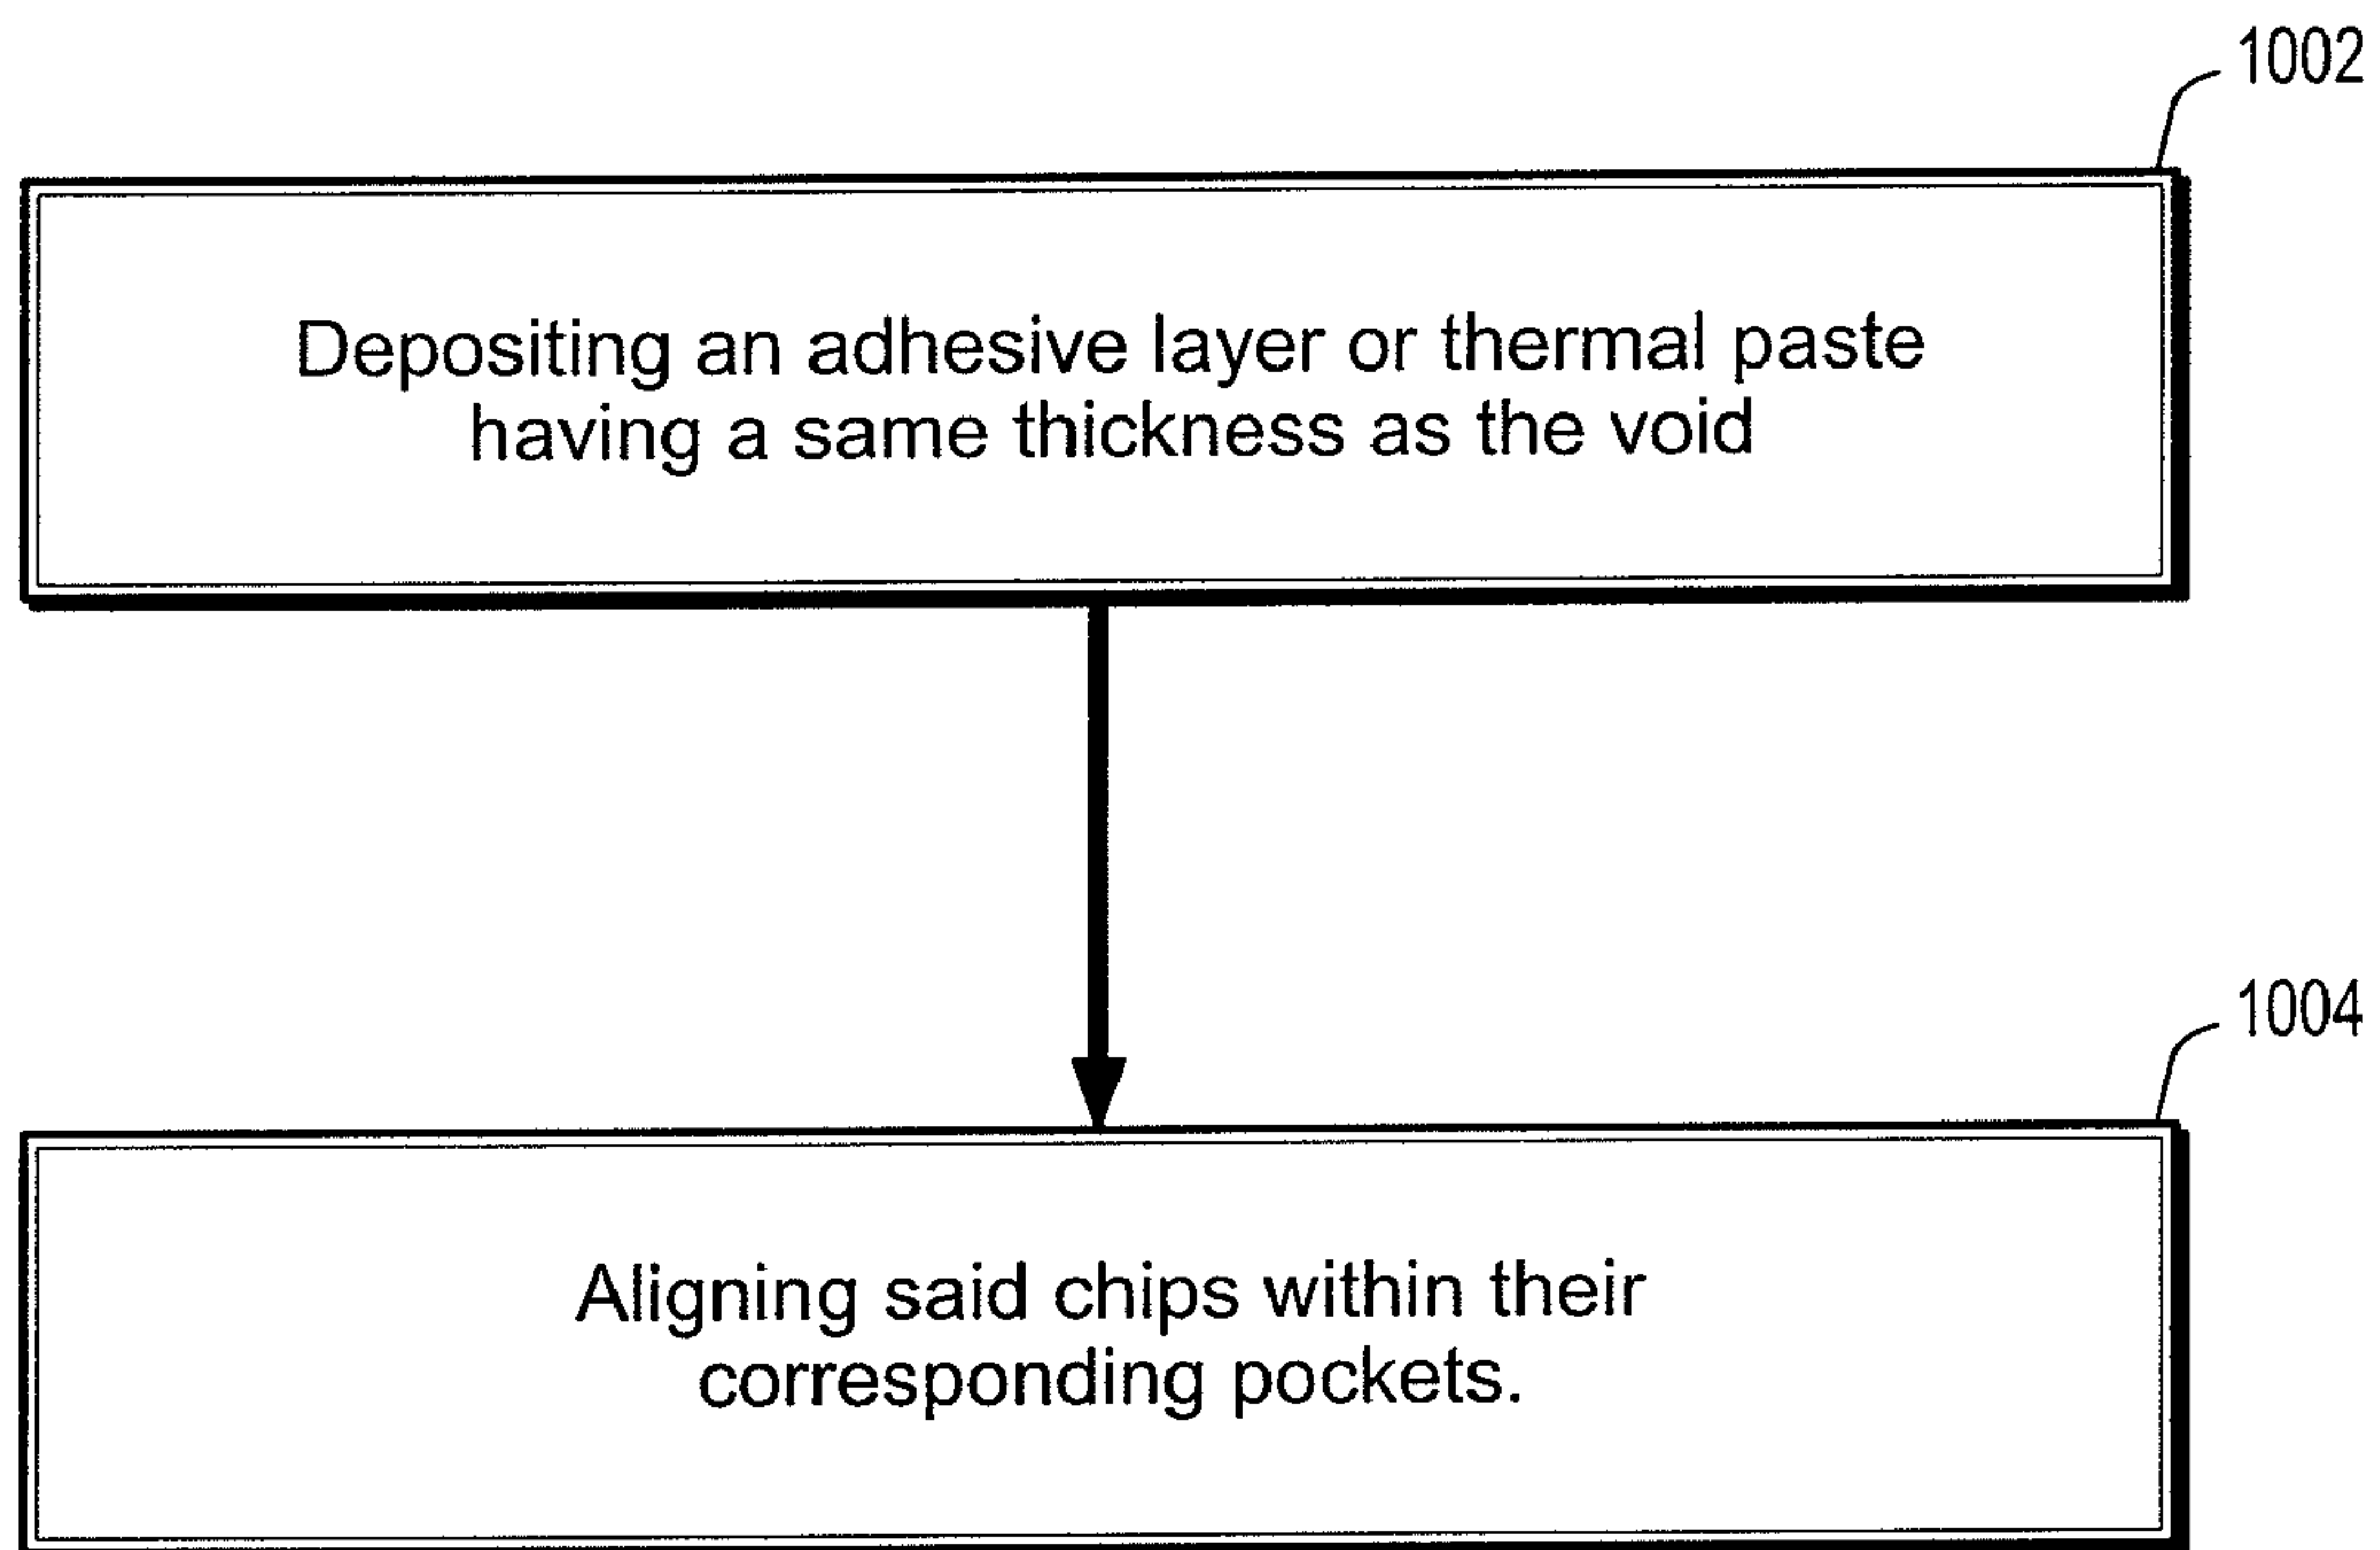 1002
Depositing an adhesive layer or thermal paste
having a same thickness as the void
1004
Aligning said chips within their
corresponding pockets.